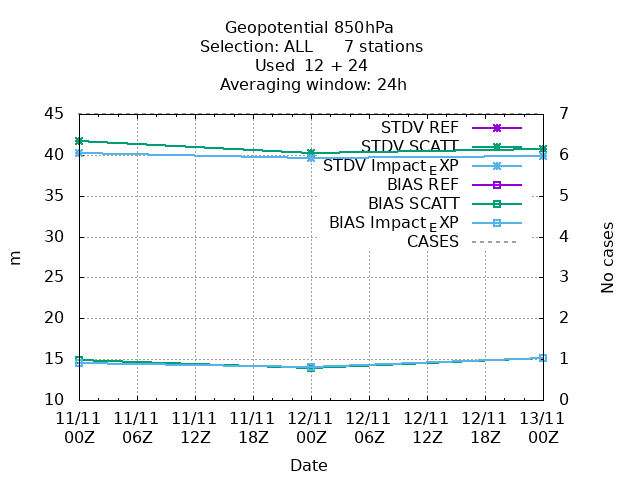 Geopotential 850hPa
Selection: ALL      7 stations
Used  12 + 24
Averaging window: 24h
45
40
35
30
25
20
15
10
m
7
6
5
4
3
2
1
0
No cases
STDV REF
STDV SCATT
STDV Impact_EXP
BIAS REF
BIAS SCATT
BIAS Impact_EXP
CASES
11/11 11/11 11/11 11/11 12/11 12/11 12/11 12/11 13/11
00Z 06Z 12Z 18Z 00Z 06Z 12Z 18Z 00Z
Date